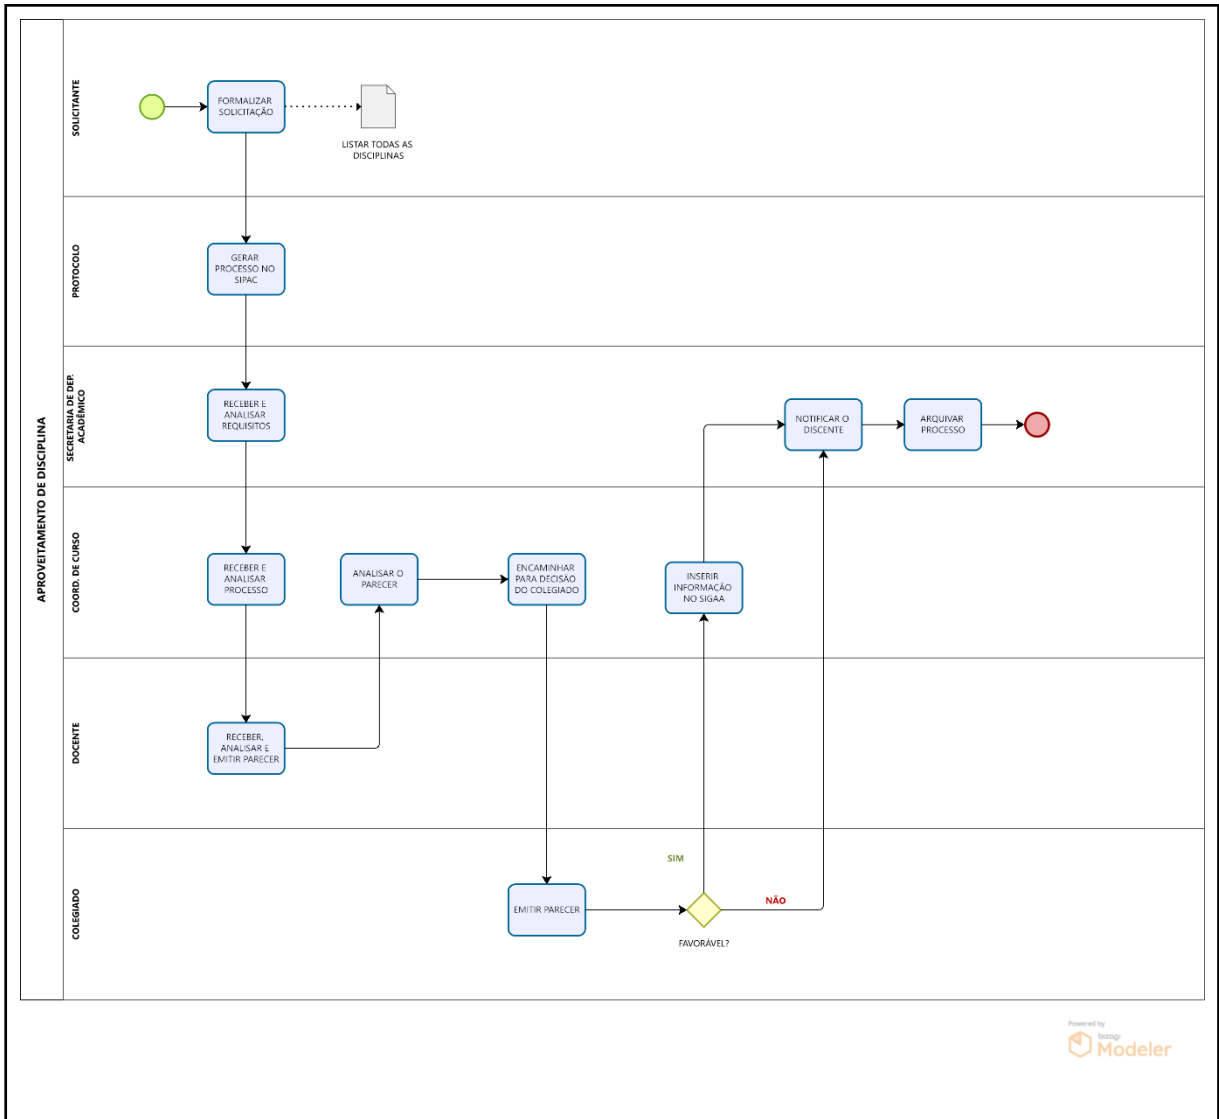 APROVEITAMENTO DE DISCIPLINA
SOLICITANTE
FORMALIZAR
SOLICITAÇÃO
LISTAR TODAS AS
DISCIPLINAS
PROTOCOLO
GERAR
PROCESSO NO
SIPAC
SECRETARIA DE DEP.
ACADÊMICO
RECEBER E
ANALISAR
REQUISITOS
NOTIFICAR O
DISCENTE
ARQUIVAR
PROCESSO
COORD. DE CURSO
RECEBER E
ANALISAR
PROCESSO
ANALISAR O
PARECER
ENCAMINHAR
PARA DECISÃO
DO COLEGIADO
INSERIR
INFORMAÇÃO
NO SIGAA
DOCENTE
RECEBER,
ANALISAR E
EMITIR PARECER
COLEGIADO
EMITIR PARECER
SIM
NÃO
FAVORÁVEL?
Powered by
bizagi
Modeler